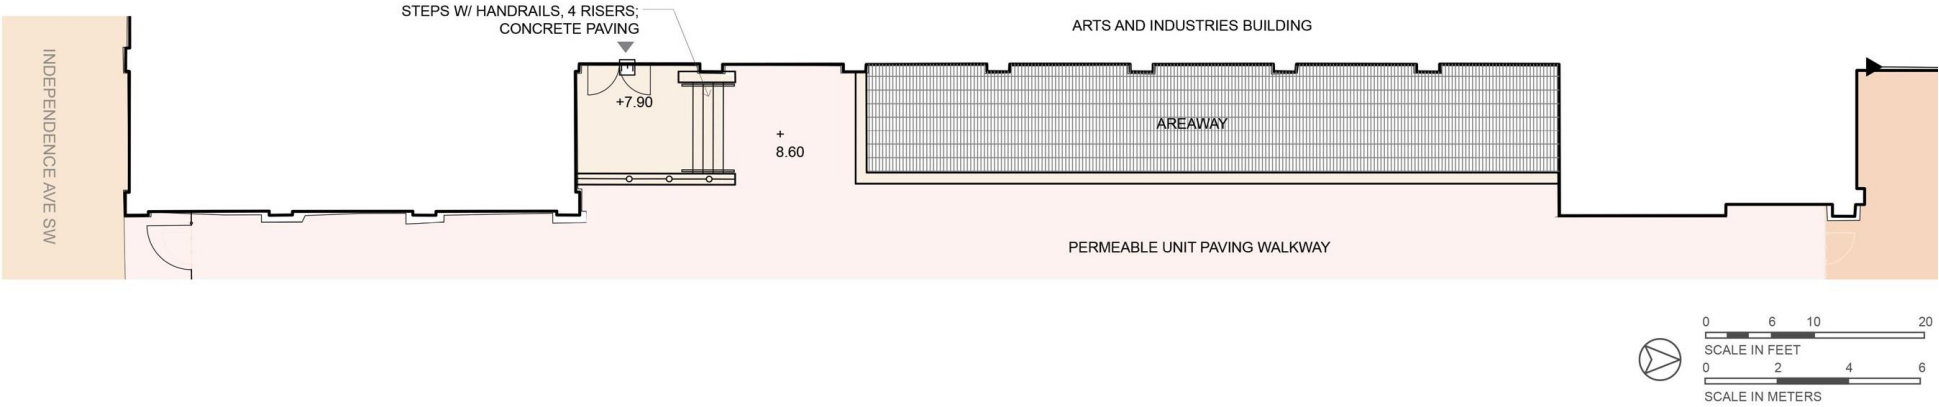 STEPS W/ HANDRAILS, 4 RISERS;
CONCRETE PAVING
ARTS AND INDUSTRIES BUILDING
INDEPENDENCE AVE SW
+7.90
+
8.60
AREAWAY
PERMEABLE UNIT PAVING WALKWAY
0 6 10 20
SCALE IN FEET
0 2 4 6
SCALE IN METERS